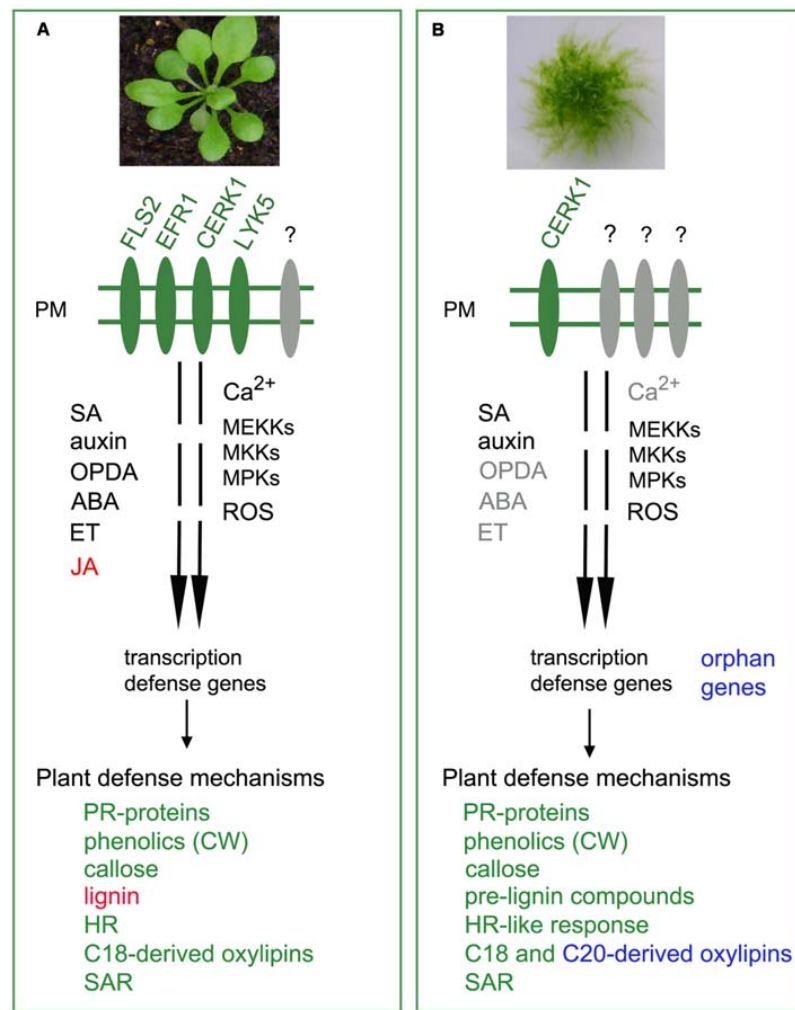 A
FLS2
EFR1
CERK1
LYK5
?
PM
SA
auxin
OPDA
ABA
ET
JA
Ca2+
MEKKs
MKKs
MPKs
ROS
transcription
defense genes
Plant defense mechanisms
PR-proteins
phenolics (CW)
callose
lignin
HR
C18-derived oxylipins
SAR
B
CERK1
? ? ?
PM
SA
auxin
OPDA
ABA
ET
Ca2+
MEKKs
MKKs
MPKs
ROS
transcription
defense genes
orphan
genes
Plant defense mechanisms
PR-proteins
phenolics (CW)
callose
pre-lignin compounds
HR-like response
C18 and C20-derived oxylipins
SAR